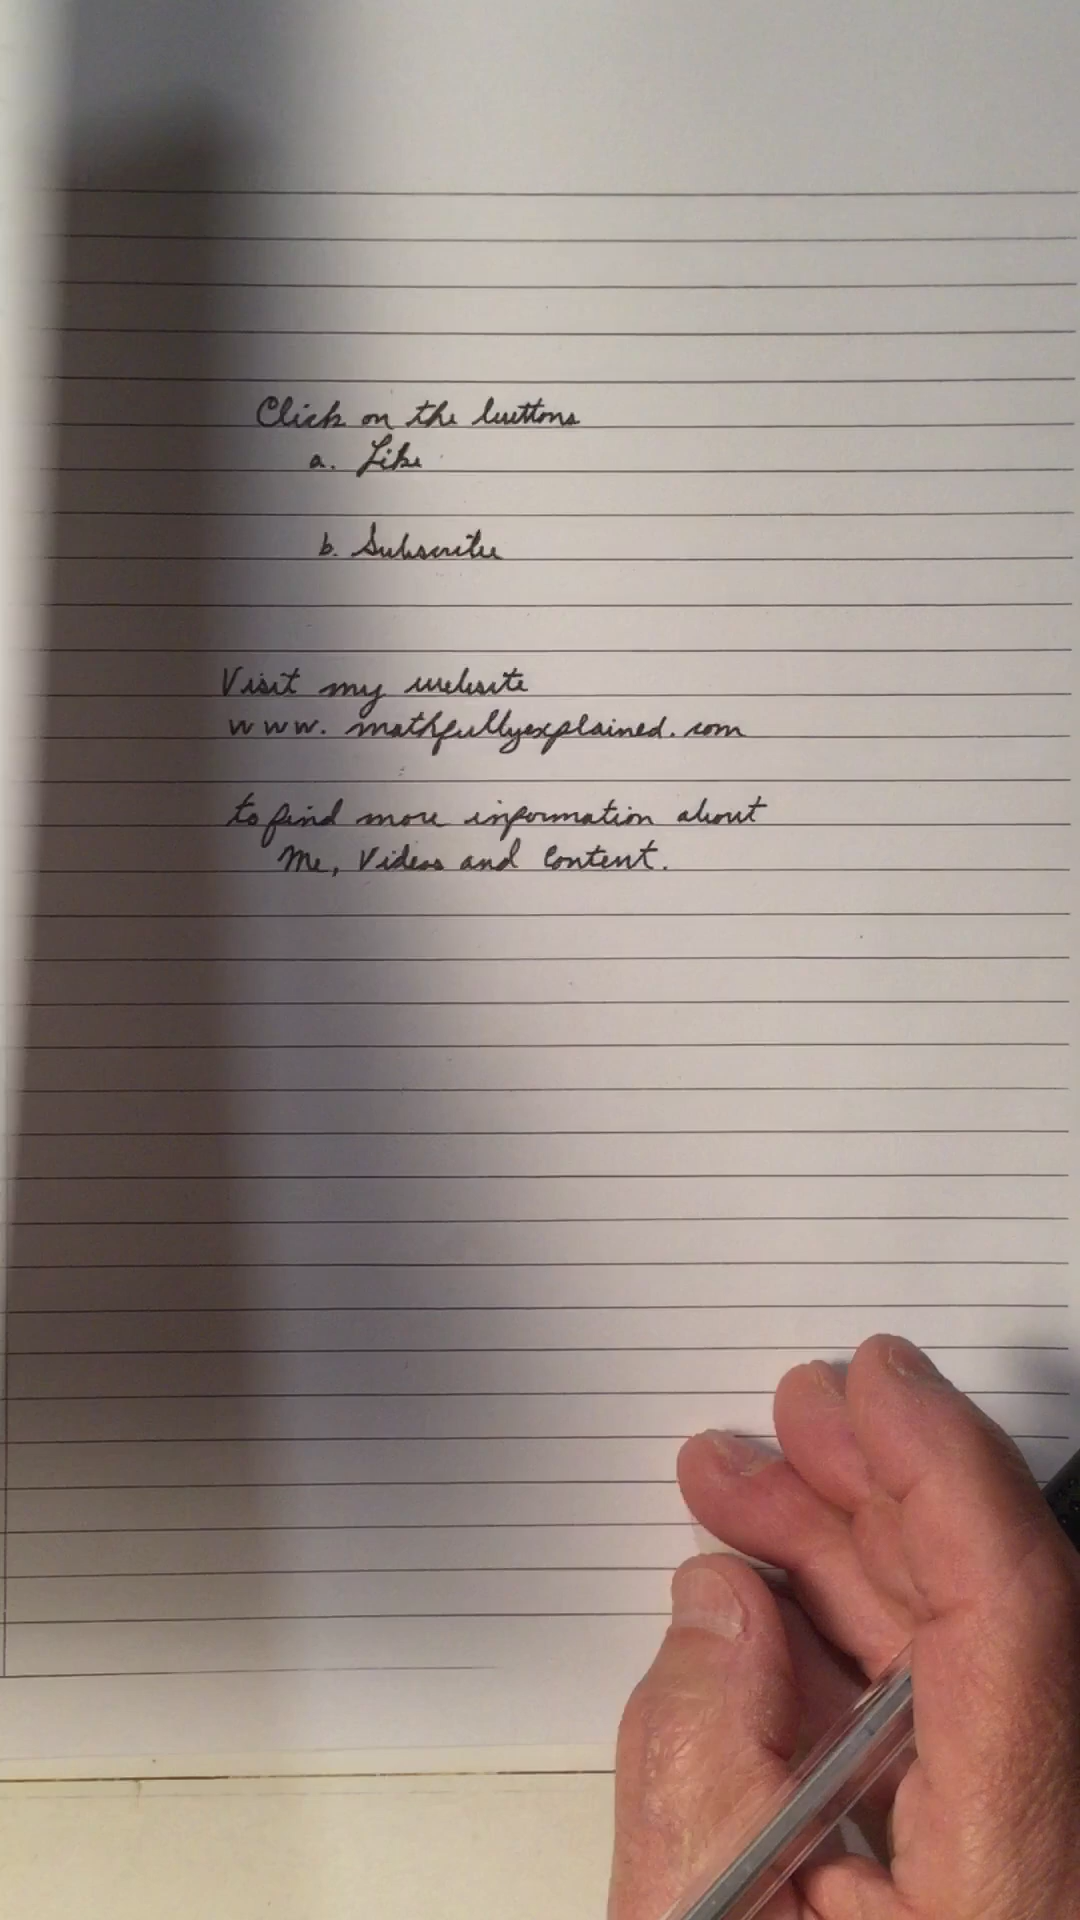 Click on the buttons
a. Like
b. Subscribe
Visit my website
www. mathfullyexplained.com
to find more information about
Me, Videos and Content.